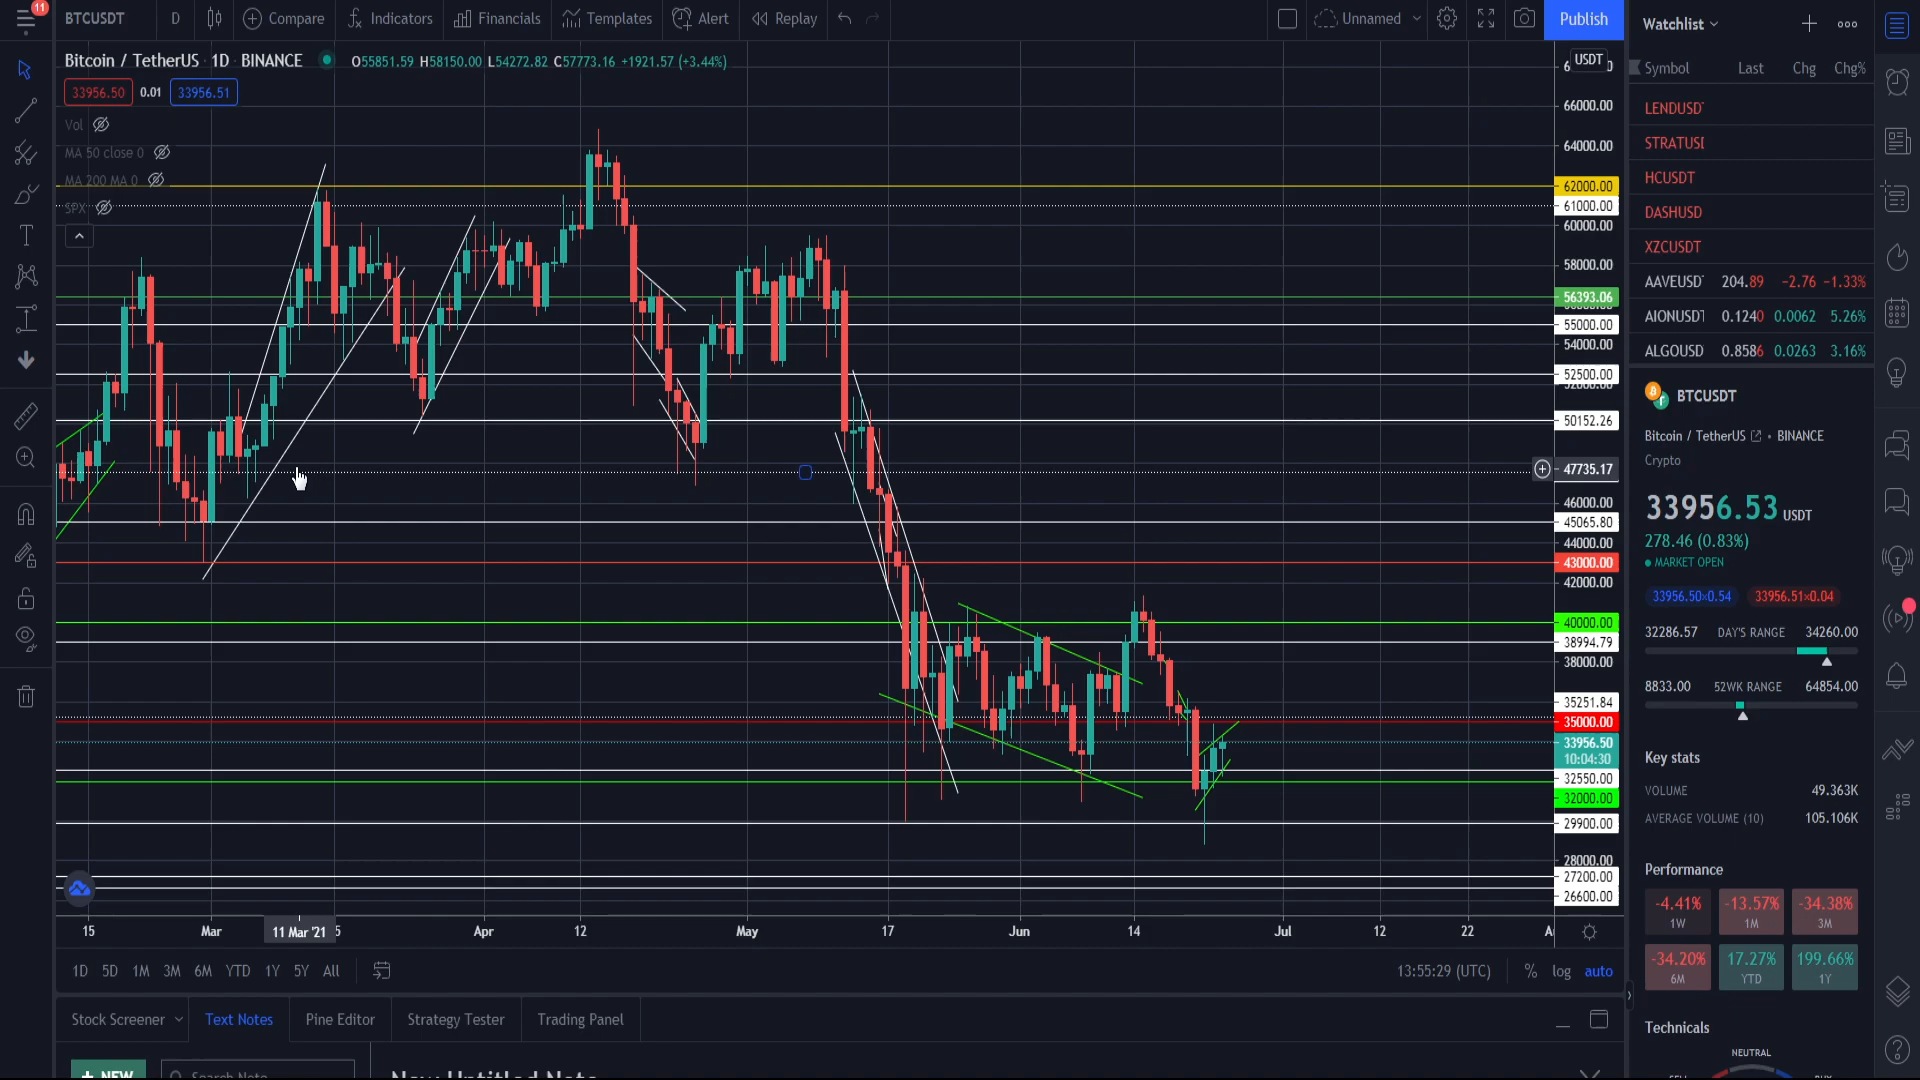 11
BTCUSDT
D
Compare
Indicators
Financials
Templates
Alert
Replay
Unnamed
Publish
Bitcoin / TetherUS 1D BINANCE O55851.59 H58150.00 L54272.82 C57773.16 +1921.57 (+3.44%)
33956.50 0.01 33956.51
Vol
MA 50 close 0
MA 200 MA 0
SPX
USDT
66000.00
64000.00
62000.00
61000.00
60000.00
58000.00
56393.06
55000.00
54000.00
52500.00
50152.26
47735.17
46000.00
45065.80
44000.00
43000.00
42000.00
40000.00
38994.79
38000.00
35251.84
35000.00
33956.50
10:04:30
32550.00
32000.00
29900.00
28000.00
27200.00
26600.00
15 Mar 11 Mar '21 5 Apr 12 May 17 Jun 14 Jul 12 22 A
1D 5D 1M 3M 6M YTD 1Y 5Y All
13:55:29 (UTC) % log auto
Stock Screener Text Notes Pine Editor Strategy Tester Trading Panel
+ NEW
Search Note
New Untitled Note
Watchlist
Symbol Last Chg Chg%
LENDUSD
STRATUSI
HCUSDT
DASHUSD
XZCUSDT
AAVEUSD 204.89 -2.76 -1.33%
AIONUSDT 0.1240 0.0062 5.26%
ALGOUSD 0.8586 0.0263 3.16%
BTCUSDT
Bitcoin / TetherUS • BINANCE
Crypto
33956.53 USDT
278.46 (0.83%)
MARKET OPEN
33956.50×0.54 33956.51×0.04
32286.57 DAY'S RANGE 34260.00
8833.00 52WK RANGE 64854.00
Key stats
VOLUME 49.363K
AVERAGE VOLUME (10) 105.106K
Performance
-4.41% -13.57% -34.38%
1W 1M 3M
-34.20% 17.27% 199.66%
6M YTD 1Y
Technicals
NEUTRAL